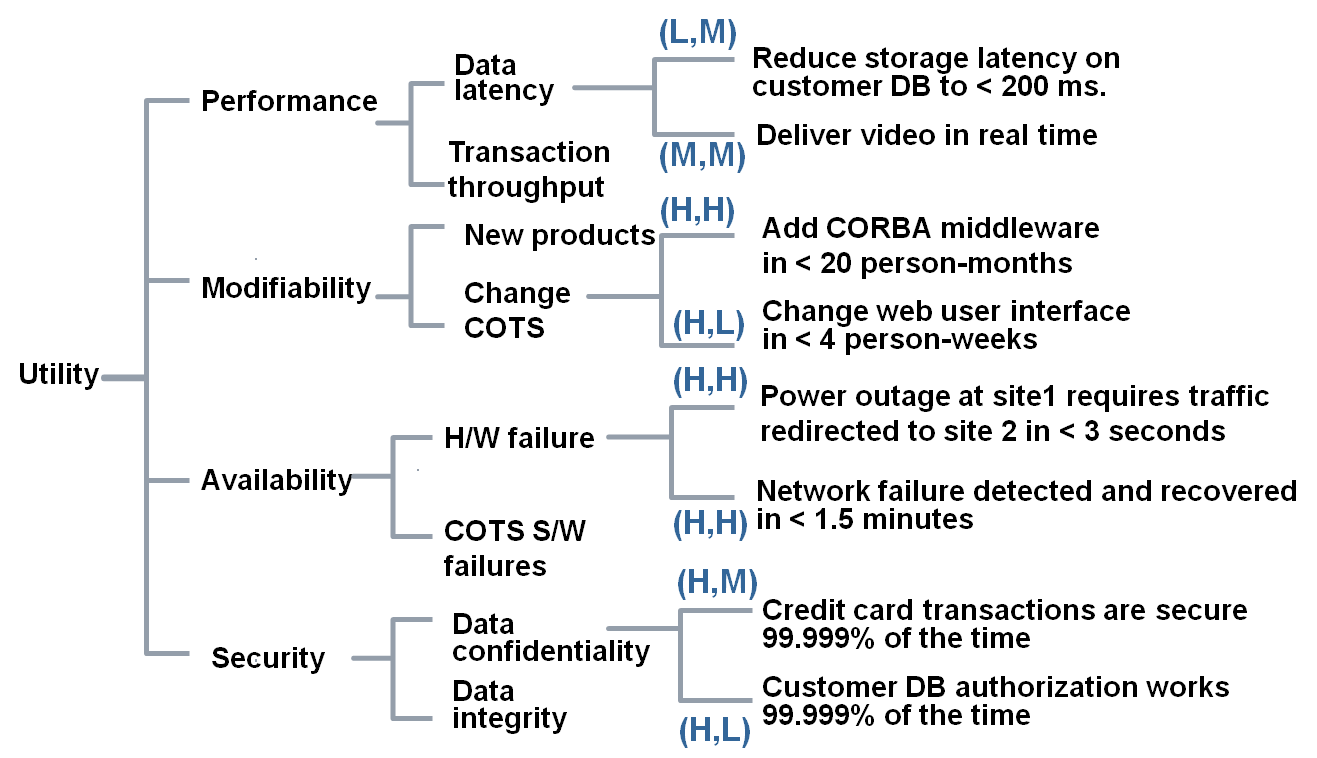 Utility
Performance
Data
latency
(L,M)
Reduce storage latency on
customer DB to < 200 ms.
(M,M)
Deliver video in real time
Transaction
throughput
Modifiability
New products
Change
COTS
(H,H)
Add CORBA middleware
in < 20 person-months
(H,L)
Change web user interface
in < 4 person-weeks
Availability
H/W failure
(H,H)
Power outage at site1 requires traffic
redirected to site 2 in < 3 seconds
(H,H)
Network failure detected and recovered
in < 1.5 minutes
COTS S/W
failures
Security
Data
confidentiality
(H,M)
Credit card transactions are secure
99.999% of the time
(H,L)
Customer DB authorization works
99.999% of the time
Data
integrity